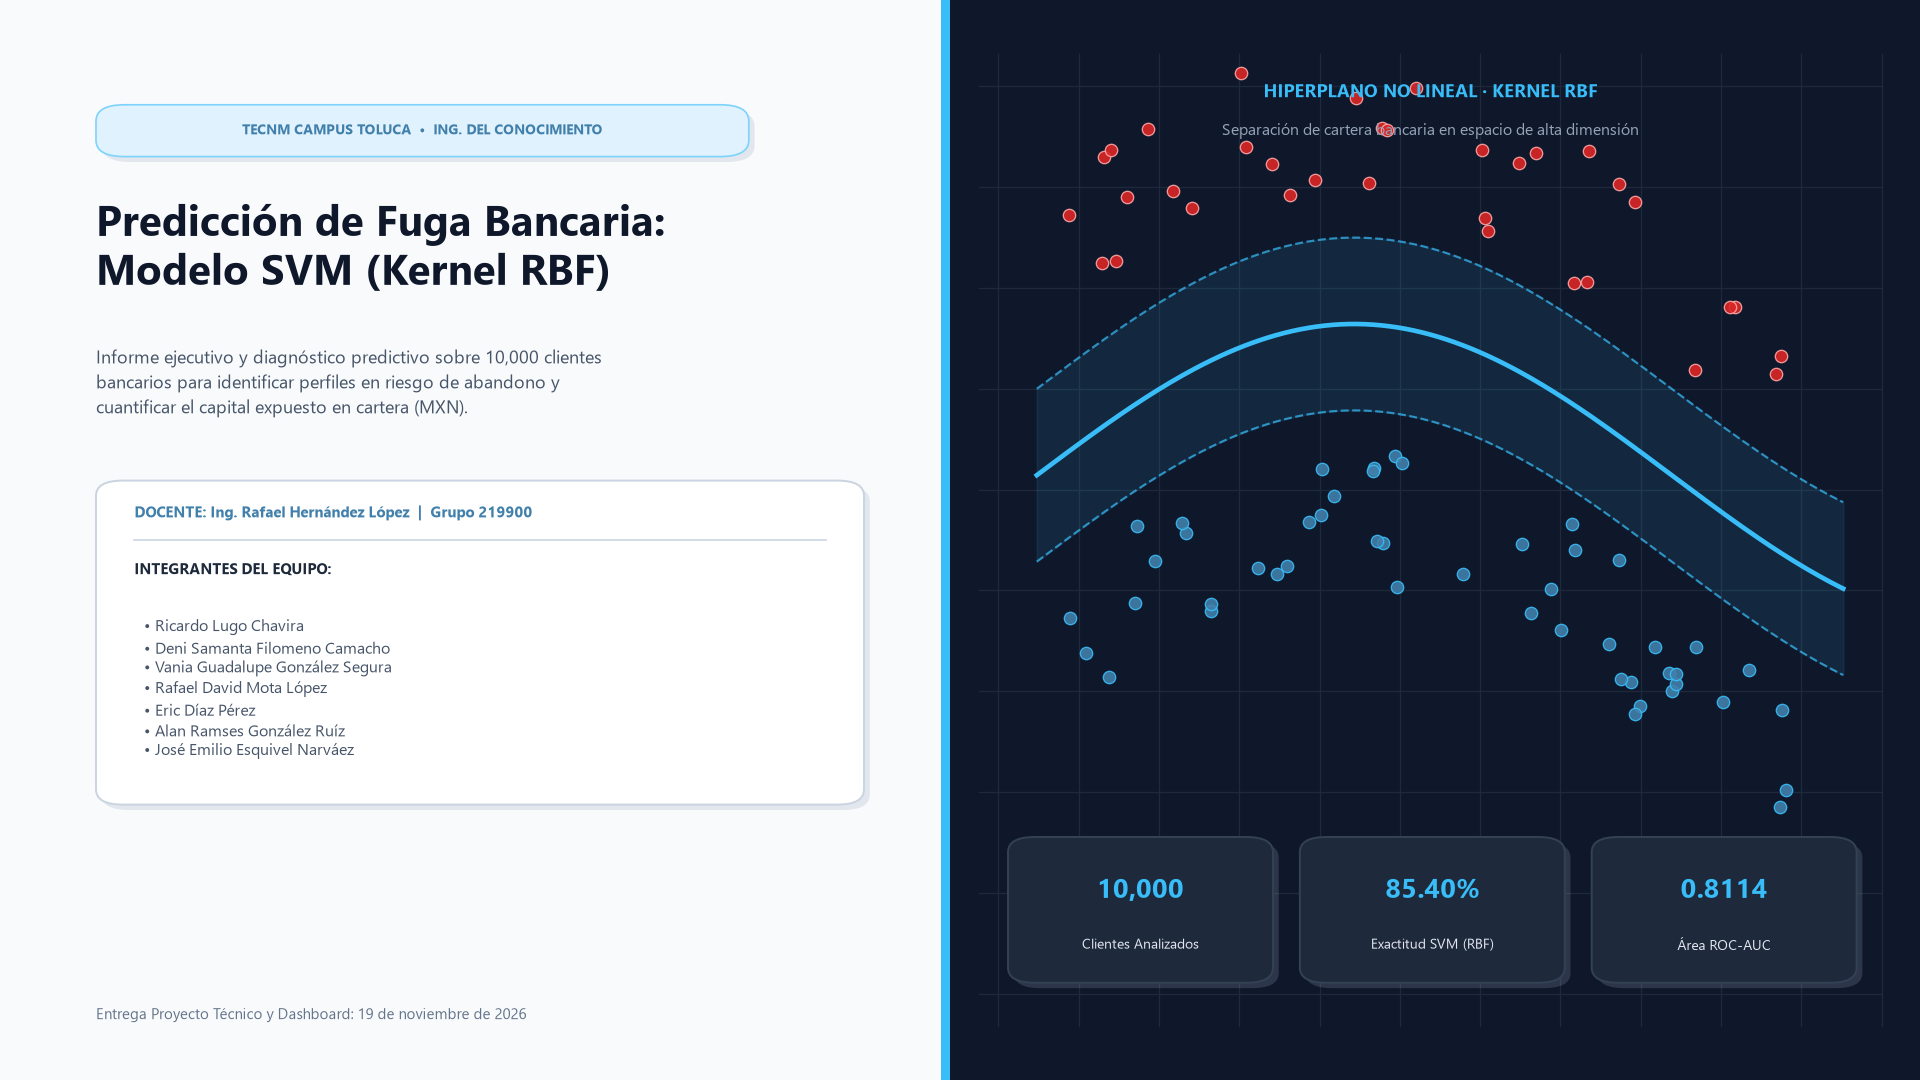 TECNM CAMPUS TOLUCA • ING. DEL CONOCIMIENTO
Predicción de Fuga Bancaria:
Modelo SVM (Kernel RBF)
Informe ejecutivo y diagnóstico predictivo sobre 10,000 clientes
bancarios para identificar perfiles en riesgo de abandono y
cuantificar el capital expuesto en cartera (MXN).
DOCENTE: Ing. Rafael Hernández López | Grupo 219900
INTEGRANTES DEL EQUIPO:
• Ricardo Lugo Chavira
• Deni Samanta Filomeno Camacho
• Vania Guadalupe González Segura
• Rafael David Mota López
• Eric Díaz Pérez
• Alan Ramses González Ruíz
• José Emilio Esquivel Narváez
Entrega Proyecto Técnico y Dashboard: 19 de noviembre de 2026
HIPERPLANO NO LINEAL · KERNEL RBF
Separación de cartera bancaria en espacio de alta dimensión
10,000
Clientes Analizados
85.40%
Exactitud SVM (RBF)
0.8114
Área ROC-AUC